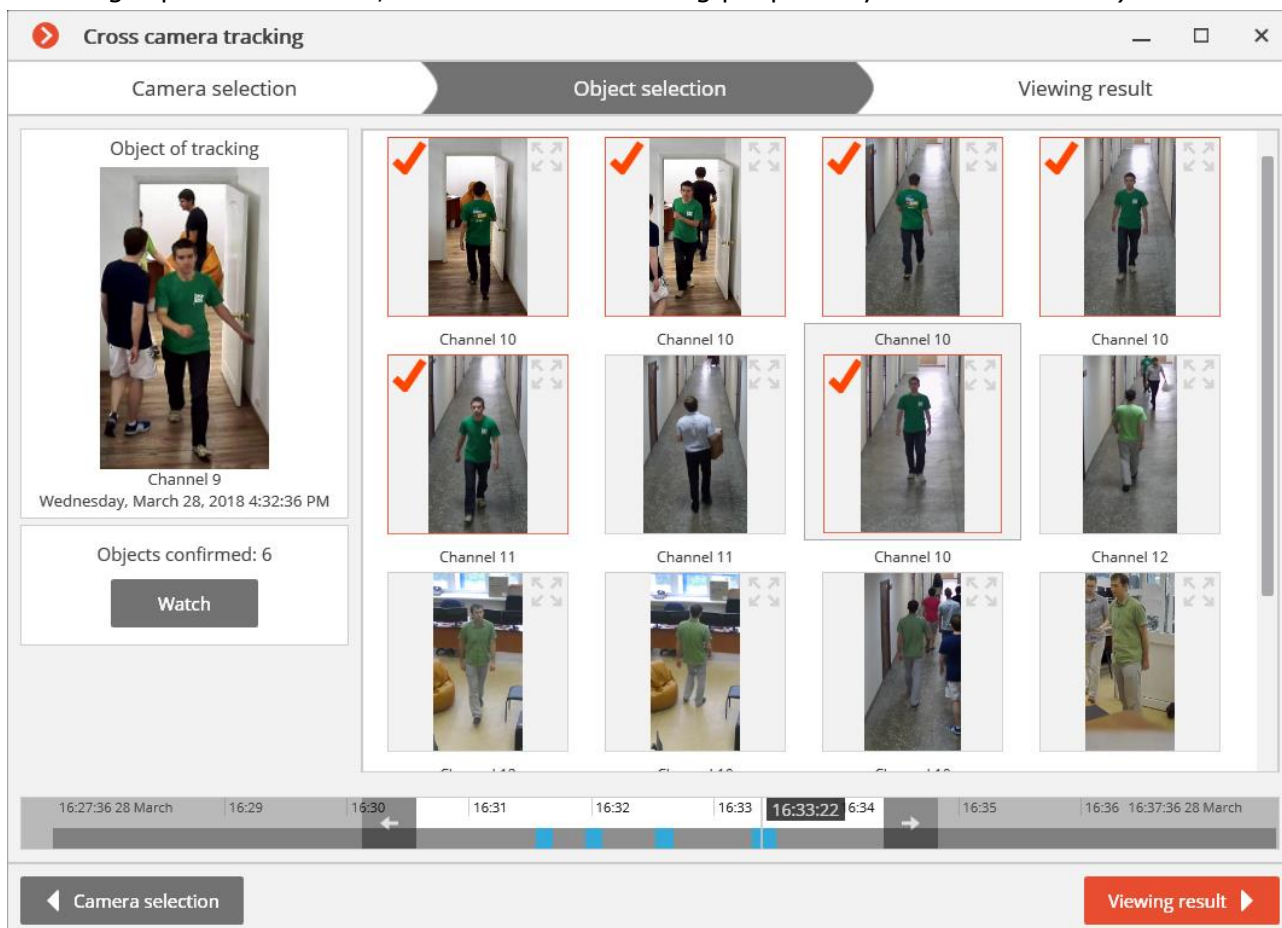 Cross camera tracking
Camera selection
Object selection
Viewing result
Object of tracking
Channel 9
Wednesday, March 28, 2018 4:32:36 PM
Objects confirmed: 6
Watch
Channel 10 Channel 10 Channel 10 Channel 10
Channel 11 Channel 11 Channel 10 Channel 12
16:27:36 28 March 16:29 16:30 16:31 16:32 16:33 16:33:22 16:34 16:35 16:36 16:37:36 28 March
Camera selection
Viewing result